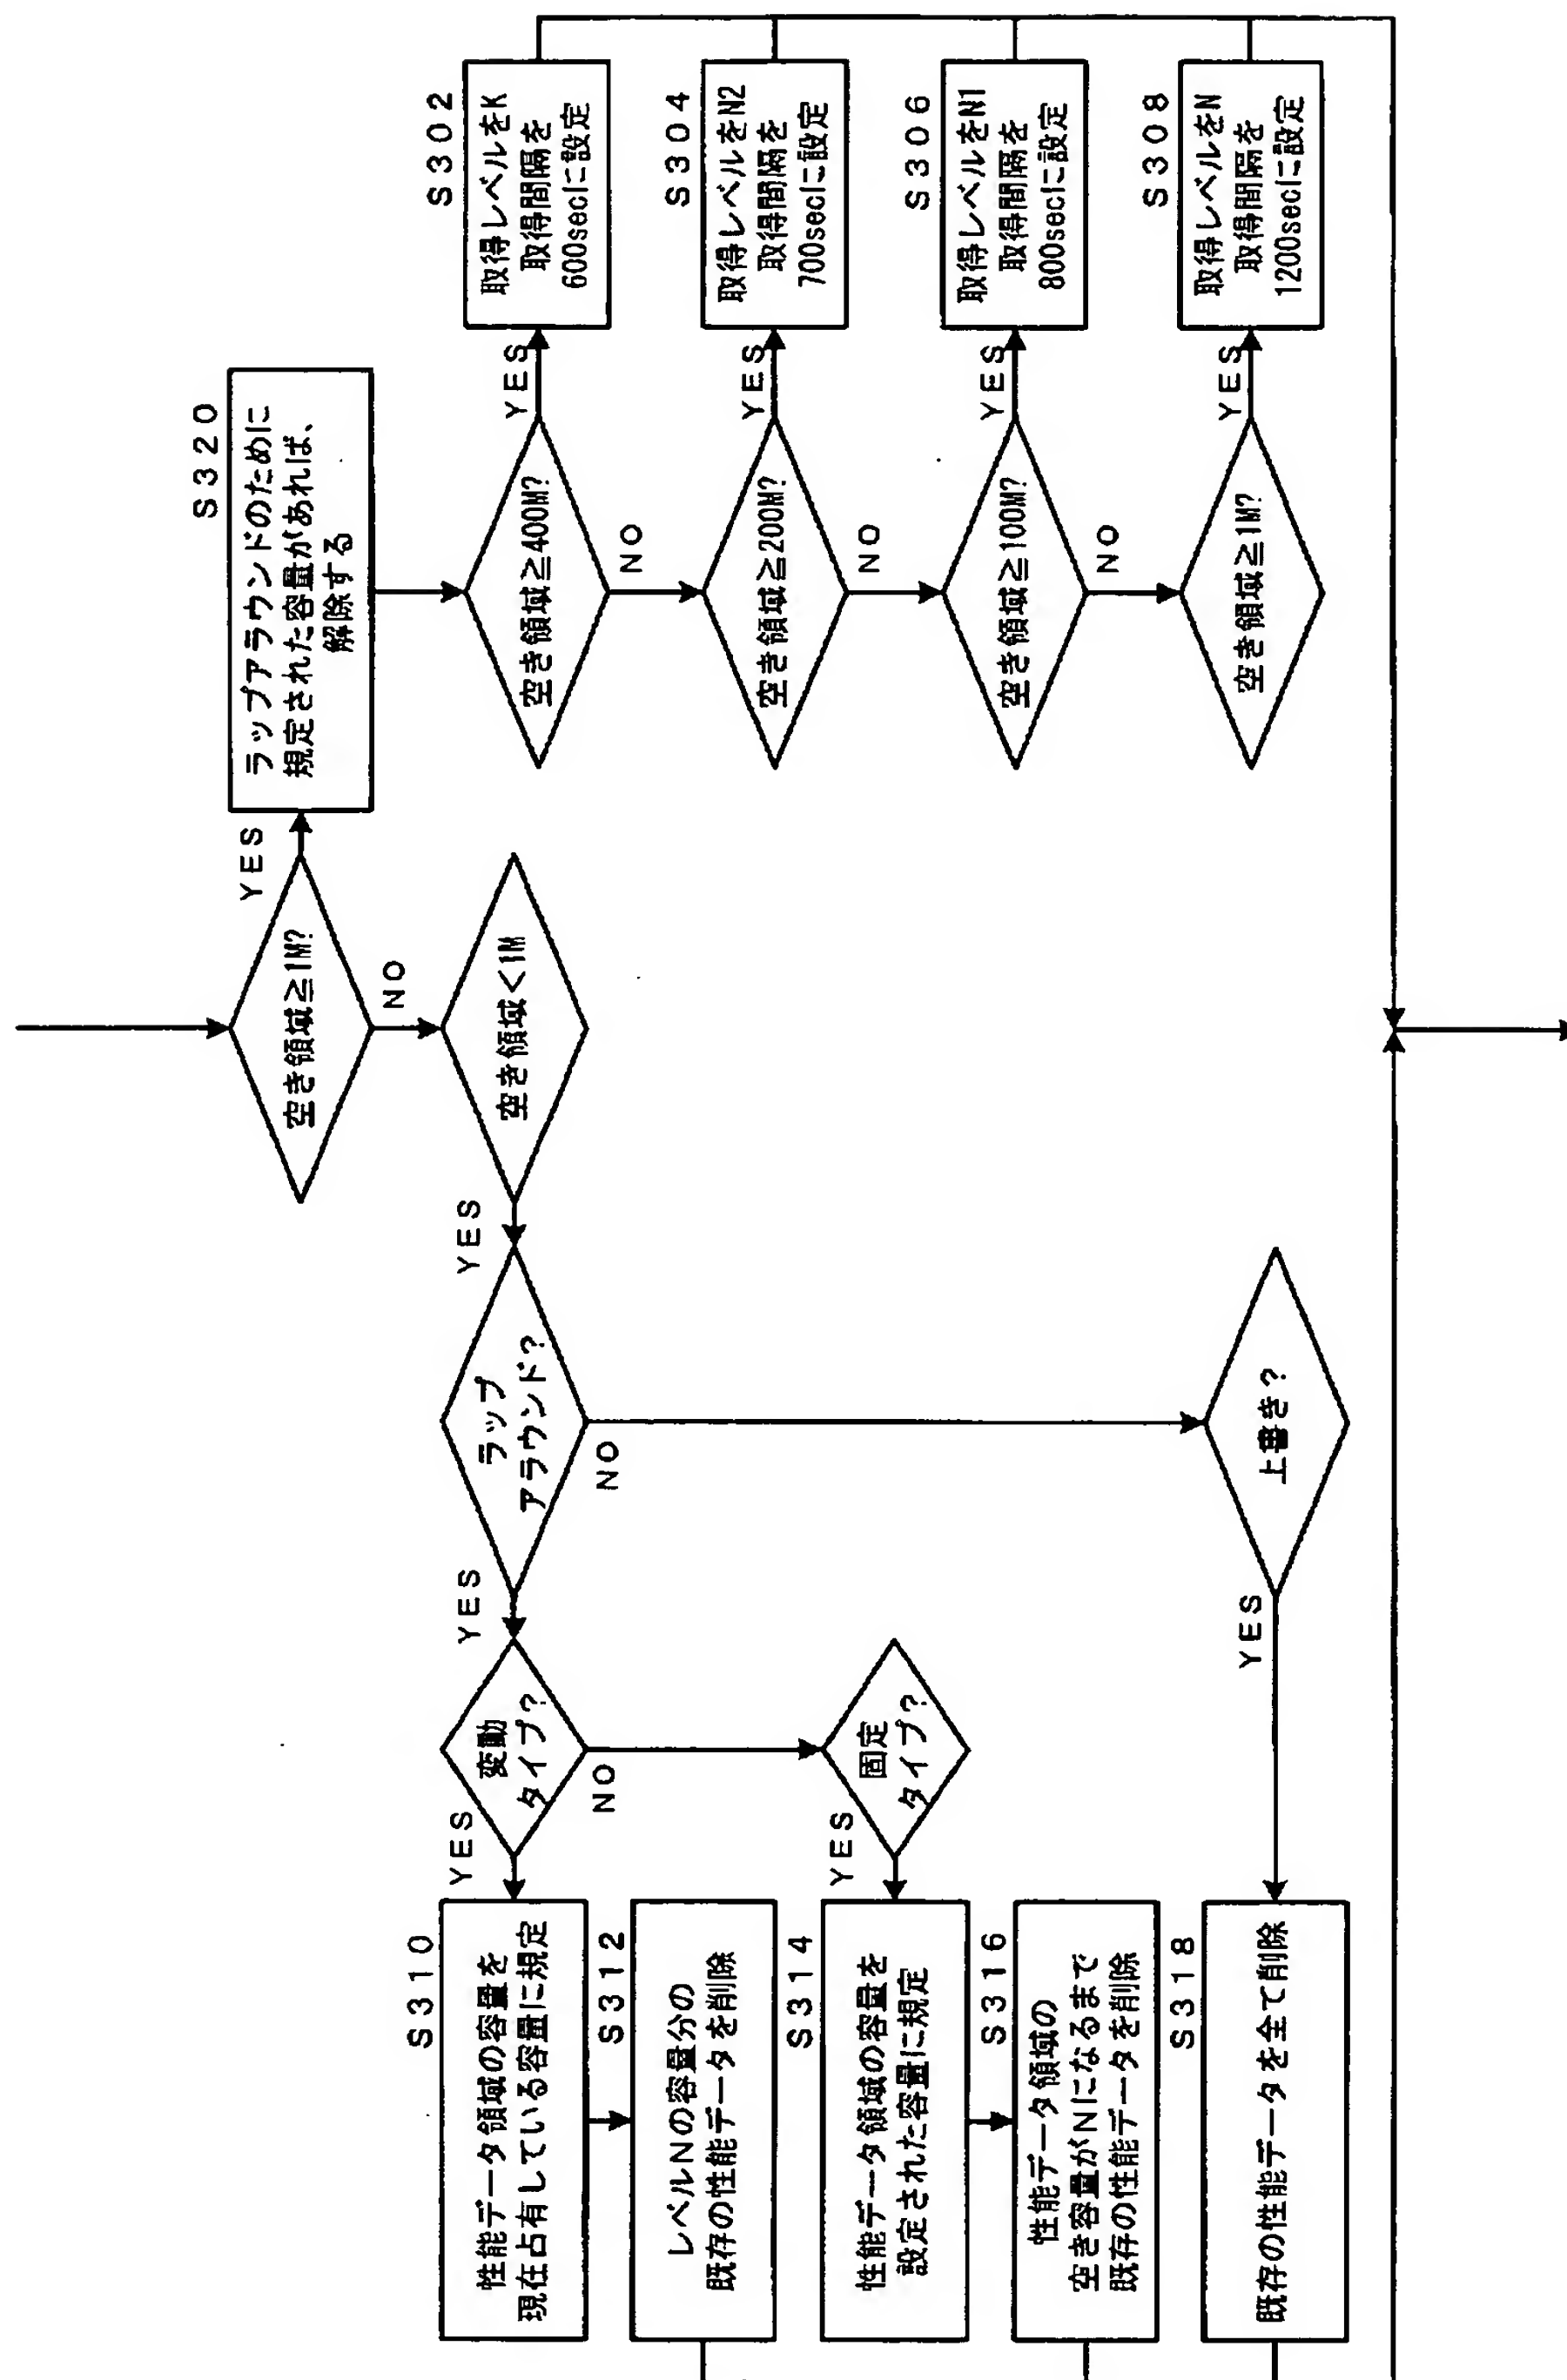 空き領域≧1M?
YES
NO
S320
ラップアラウンドのために
規定された容量があれば、
解除する
空き領域<1M
YES
空き領域≧400M?
YES
NO
S302
取得レベルをK
取得間隔を
600secに設定
空き領域≧200M?
YES
NO
S304
取得レベルをN2
取得間隔を
700secに設定
空き領域≧100M?
YES
NO
S306
取得レベルをN1
取得間隔を
800secに設定
空き領域≧1M?
YES
S308
取得レベルをN
取得間隔を
1200secに設定
ラップ
アラウンド?
YES
NO
変動
タイプ?
YES
NO
S310
性能データ領域の容量を
現在占有している容量に規定
S312
レベルNの容量分の
既存の性能データを削除
固定
タイプ?
YES
S314
性能データ領域の容量を
設定された容量に規定
S316
性能データ領域の
空き容量がNになるまで
既存の性能データを削除
上書き?
YES
S318
既存の性能データを全て削除